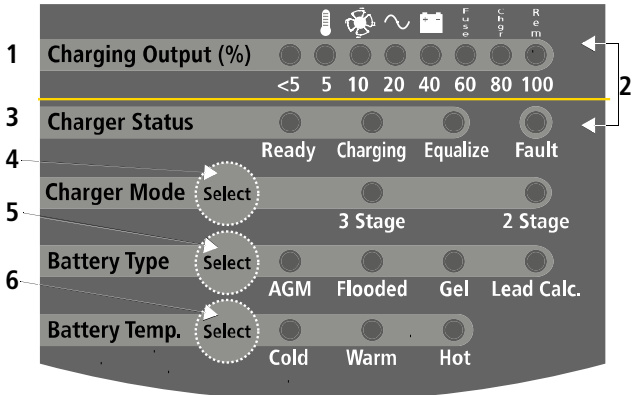 Fuse Chgr Rem
1 Charging Output (%)
<5 5 10 20 40 60 80 100
2
3 Charger Status
Ready Charging Equalize Fault
4
Charger Mode Select
3 Stage 2 Stage
5
Battery Type Select
AGM Flooded Gel Lead Calc.
6
Battery Temp. Select
Cold Warm Hot